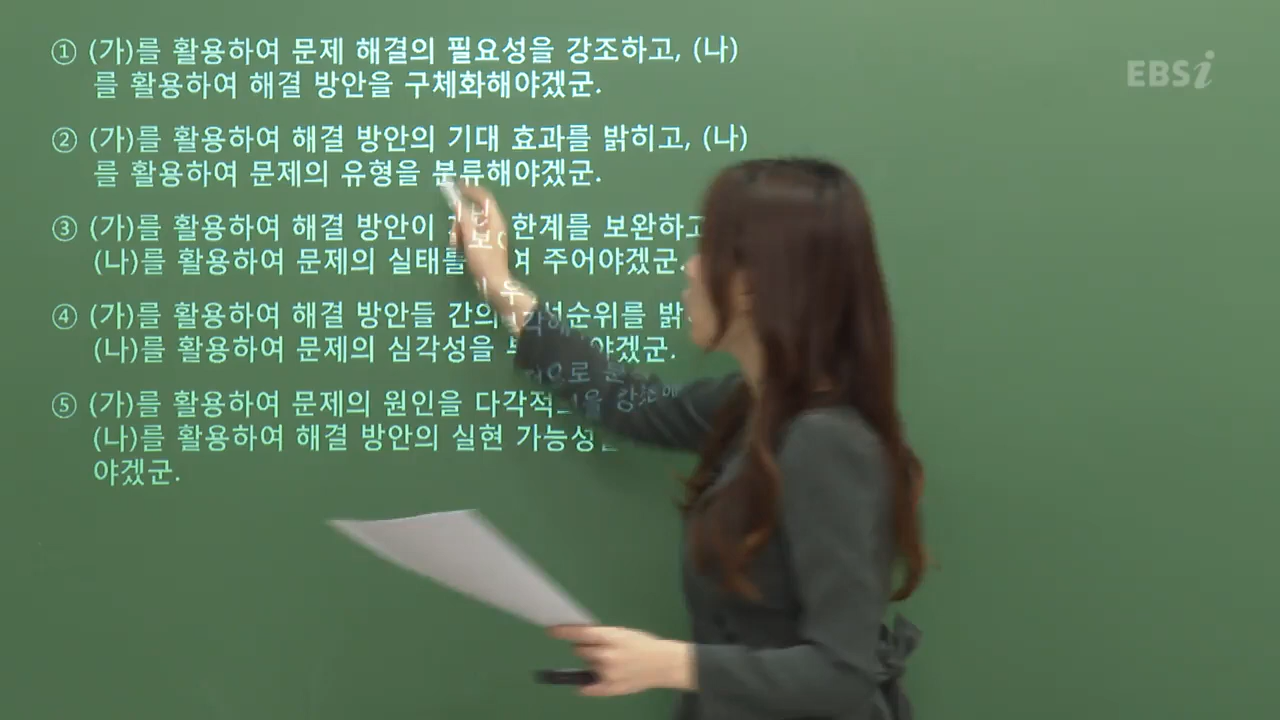 ① (가)를 활용하여 문제 해결의 필요성을 강조하고, (나)
를 활용하여 해결 방안을 구체화해야겠군.
② (가)를 활용하여 해결 방안의 기대 효과를 밝히고, (나)
를 활용하여 문제의 유형을 분류해야겠군.
③ (가)를 활용하여 해결 방안이 한계를 보완하고
(나)를 활용하여 문제의 실태를 주어야겠군.
④ (가)를 활용하여 해결 방안들 간의
(나)를 활용하여 문제의 심각성을
⑤ (가)를 활용하여 문제의 원인을
(나)를 활용하여 해결 방안의 실현 가능성을
야겠군.
EBSi